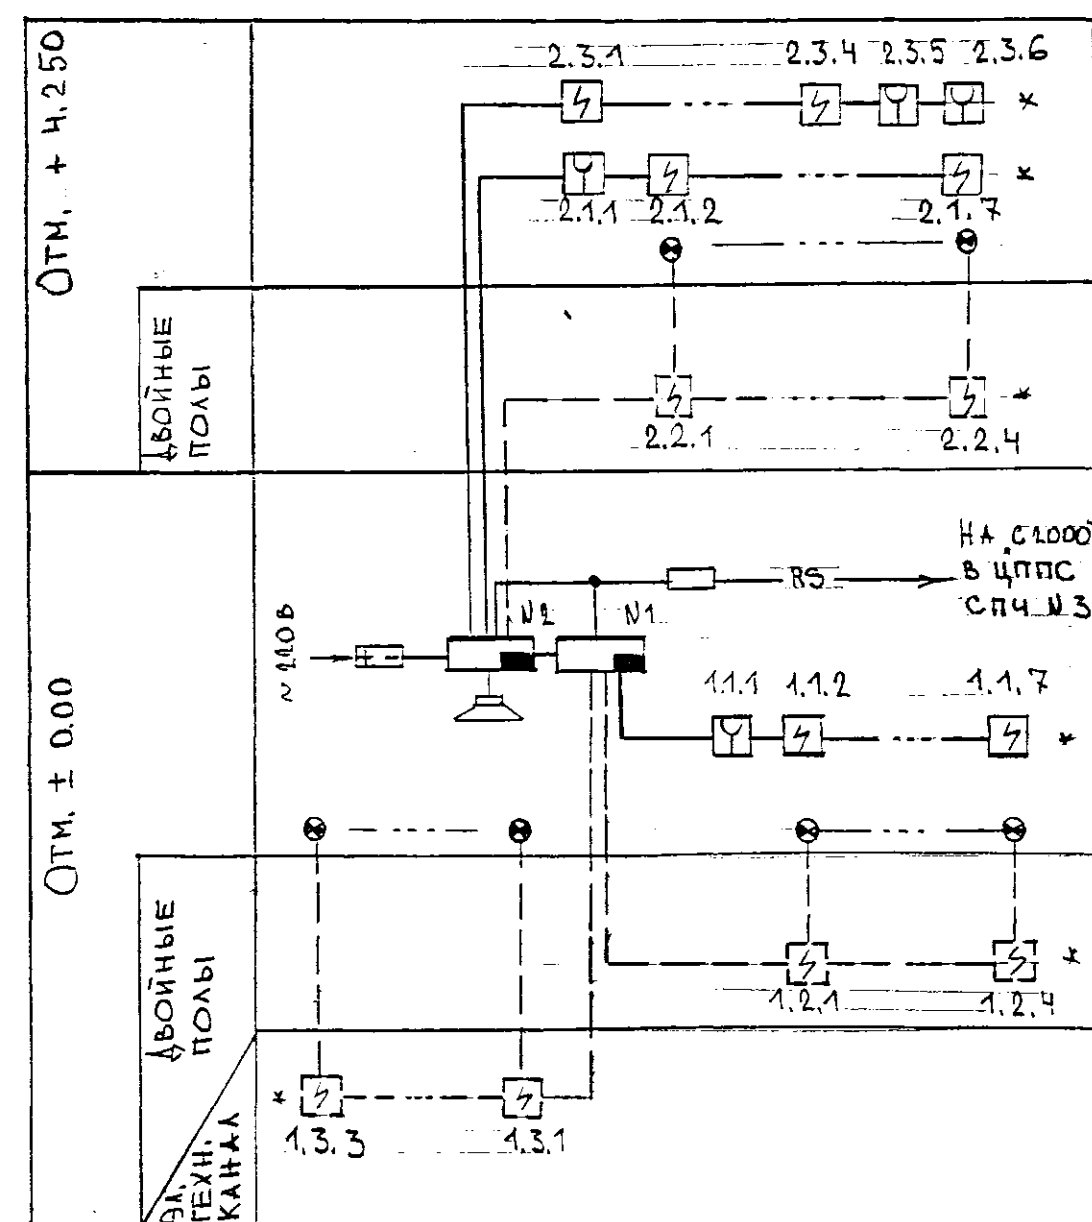 ОТМ. + 4.250
2.3.1 2.3.4 2.3.5 2.3.6
*
*
2.1.1 2.1.2 2.1.7
ДВОЙНЫЕ
ПОЛЫ
*
2.2.1 2.2.4
ОТМ. ± 0.00
НА С2000
В ЦППС
СПЧ N3
RS
N2 N1
~ 220В
+ -
1.1.1 1.1.2 1.1.7
*
ДВОЙНЫЕ
ПОЛЫ
*
1.2.1 1.2.4
*
1.3.3 1.3.1
ЭЛ.
ТЕХН.
КАНАЛ